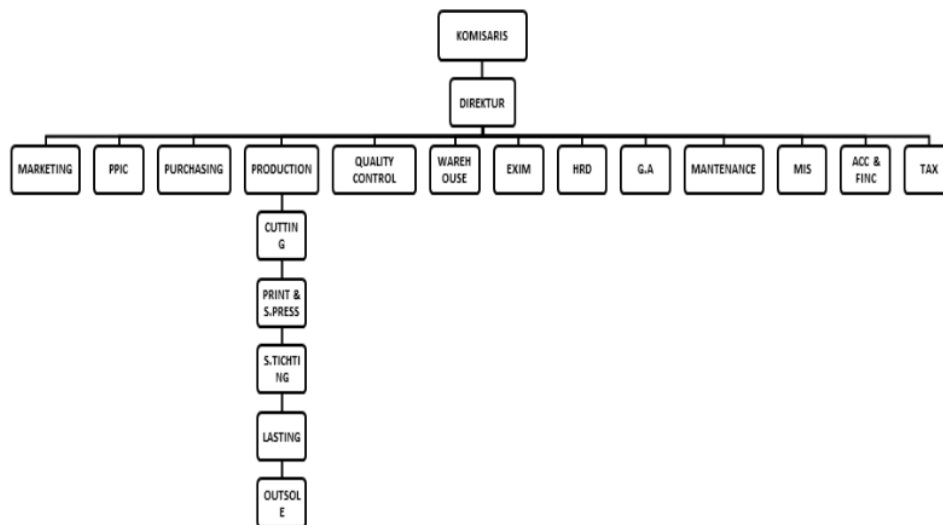 KOMISARIS
DIREKTUR
MARKETING
PPIC
PURCHASING
PRODUCTION
QUALITY
CONTROL
WAREH
OUSE
EXIM
HRD
G.A
MANTENANCE
MIS
ACC &
FINC
TAX
CUTTIN
G
PRINT &
S.PRESS
S.TICHTI
NG
LASTING
OUTSOL
E